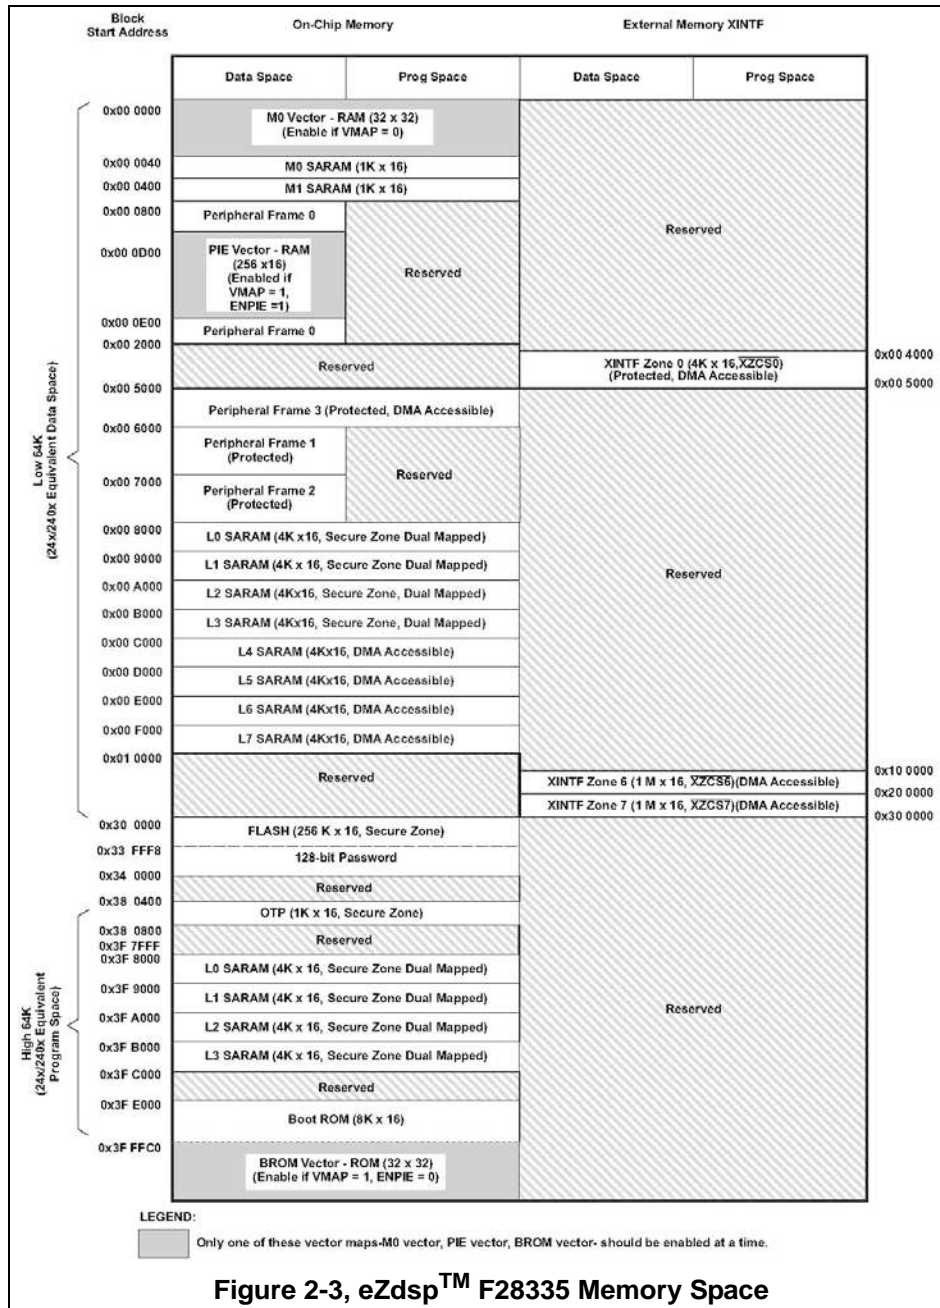 Block
Start Address
On-Chip Memory
External Memory XINTF
Data Space
Prog Space
Data Space
Prog Space
0x00 0000
M0 Vector - RAM (32 x 32)
(Enable if VMAP = 0)
0x00 0040
M0 SARAM (1K x 16)
0x00 0400
M1 SARAM (1K x 16)
0x00 0800
Peripheral Frame 0
Reserved
0x00 0D00
PIE Vector - RAM
(256 x16)
(Enabled if
VMAP = 1,
ENPIE =1)
Reserved
0x00 0E00
Peripheral Frame 0
0x00 2000
Reserved
XINTF Zone 0 (4K x 16,XZCS0)
(Protected, DMA Accessible)
0x00 4000
0x00 5000
0x00 5000
Low 64K
(24x/240x Equivalent Data Space)
Peripheral Frame 3 (Protected, DMA Accessible)
0x00 6000
Peripheral Frame 1
(Protected)
Reserved
0x00 7000
Peripheral Frame 2
(Protected)
0x00 8000
L0 SARAM (4K x16, Secure Zone Dual Mapped)
0x00 9000
L1 SARAM (4K x 16, Secure Zone Dual Mapped)
Reserved
0x00 A000
L2 SARAM (4Kx16, Secure Zone, Dual Mapped)
0x00 B000
L3 SARAM (4Kx16, Secure Zone, Dual Mapped)
0x00 C000
L4 SARAM (4Kx16, DMA Accessible)
0x00 D000
L5 SARAM (4Kx16, DMA Accessible)
0x00 E000
L6 SARAM (4Kx16, DMA Accessible)
0x00 F000
L7 SARAM (4Kx16, DMA Accessible)
0x01 0000
Reserved
0x10 0000
XINTF Zone 6 (1 M x 16, XZCS6)(DMA Accessible)
0x20 0000
XINTF Zone 7 (1 M x 16, XZCS7)(DMA Accessible)
0x30 0000
0x30 0000
FLASH (256 K x 16, Secure Zone)
0x33 FFF8
128-bit Password
0x34 0000
Reserved
0x38 0400
OTP (1K x 16, Secure Zone)
0x38 0800
Reserved
0x3F 7FFF
0x3F 8000
L0 SARAM (4K x 16, Secure Zone Dual Mapped)
0x3F 9000
L1 SARAM (4K x 16, Secure Zone Dual Mapped)
Reserved
0x3F A000
L2 SARAM (4K x 16, Secure Zone Dual Mapped)
High 64K
(24x/240x Equivalent
Program Space)
0x3F B000
L3 SARAM (4K x 16, Secure Zone Dual Mapped)
0x3F C000
Reserved
0x3F E000
Boot ROM (8K x 16)
0x3F FFC0
BROM Vector - ROM (32 x 32)
(Enable if VMAP = 1, ENPIE = 0)
LEGEND:
Only one of these vector maps-M0 vector, PIE vector, BROM vector- should be enabled at a time.
Figure 2-3, eZdsp™ F28335 Memory Space